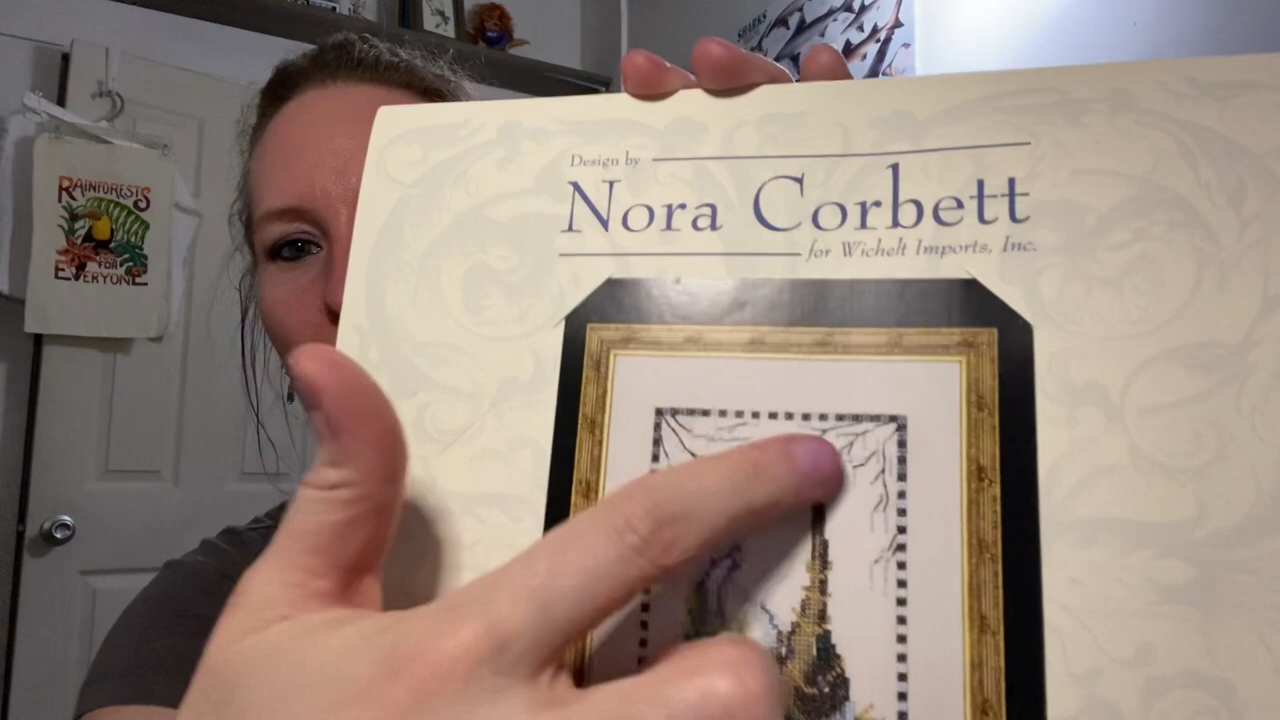 SHARKS
Design by
Nora Corbett
for Wichelt Imports, Inc.
RAINFORESTS
FOR
EVERYONE